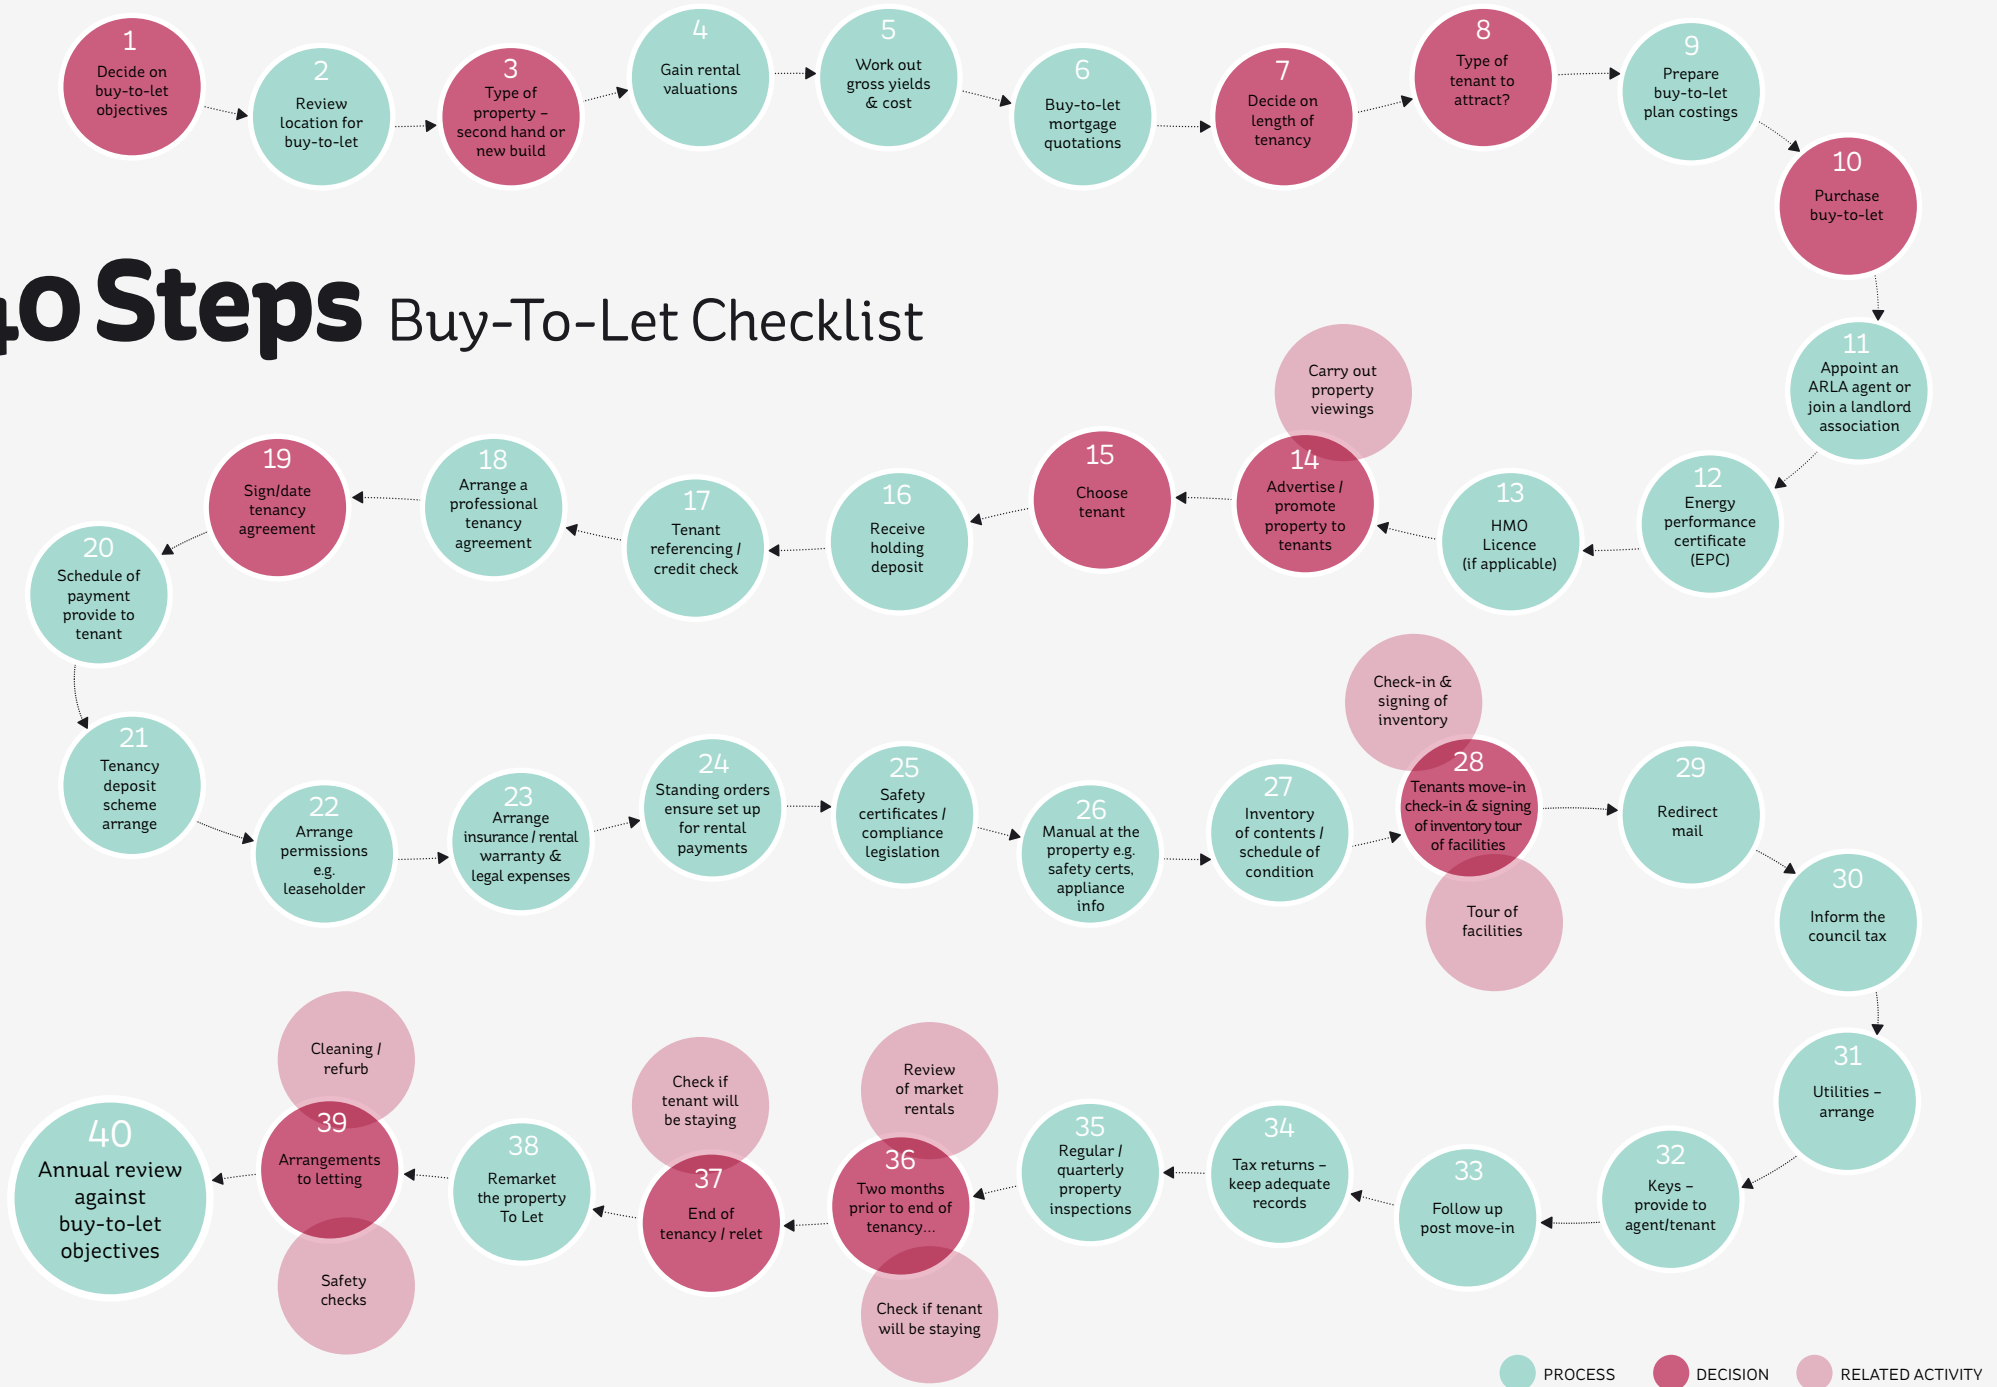 1
Decide on
buy-to-let
objectives
2
Review
location for
buy-to-let
3
Type of
property –
second hand or
new build
4
Gain rental
valuations
5
Work out
gross yields
& cost
6
Buy-to-let
mortgage
quotations
7
Decide on
length of
tenancy
8
Type of
tenant to
attract?
9
Prepare
buy-to-let
plan costings
10
Purchase
buy-to-let
40 Steps Buy-To-Let Checklist
11
Appoint an
ARLA agent or
join a landlord
association
12
Energy
performance
certificate
(EPC)
13
HMO
Licence
(if applicable)
Carry out
property
viewings
14
Advertise /
promote
property to
tenants
15
Choose
tenant
16
Receive
holding
deposit
17
Tenant
referencing /
credit check
18
Arrange a
professional
tenancy
agreement
19
Sign/date
tenancy
agreement
20
Schedule of
payment
provide to
tenant
21
Tenancy
deposit
scheme
arrange
22
Arrange
permissions
e.g.
leaseholder
23
Arrange
insurance / rental
warranty &
legal expenses
24
Standing orders
ensure set up
for rental
payments
25
Safety
certificates /
compliance
legislation
26
Manual at the
property e.g.
safety certs,
appliance
info
27
Inventory
of contents /
schedule of
condition
Check-in &
signing of
inventory
28
Tenants move-in
check-in & signing
of inventory tour
of facilities
Tour of
facilities
29
Redirect
mail
30
Inform the
council tax
31
Utilities –
arrange
32
Keys –
provide to
agent/tenant
33
Follow up
post move-in
34
Tax returns –
keep adequate
records
35
Regular /
quarterly
property
inspections
Review
of market
rentals
36
Two months
prior to end of
tenancy...
Check if tenant
will be staying
Check if
tenant will
be staying
37
End of
tenancy / relet
38
Remarket
the property
To Let
Cleaning /
refurb
39
Arrangements
to letting
Safety
checks
40
Annual review
against
buy-to-let
objectives
PROCESS
DECISION
RELATED ACTIVITY